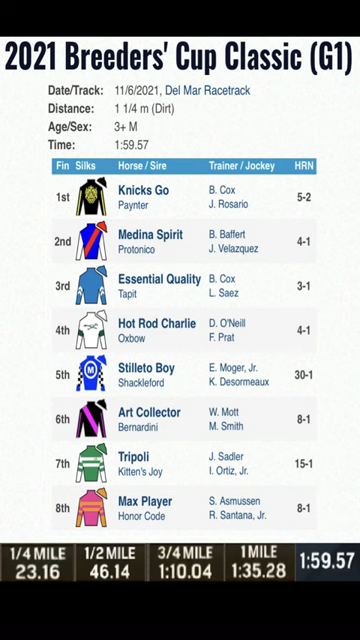 2021 Breeders' Cup Classic (G1)
Date/Track: 11/6/2021, Del Mar Racetrack
Distance: 1 1/4 m (Dirt)
Age/Sex: 3+ M
Time: 1:59.57
Fin Silks Horse / Sire Trainer / Jockey HRN
1st Knicks Go B. Cox 5-2
Paynter J. Rosario
2nd Medina Spirit B. Baffert 4-1
Protonico J. Velazquez
3rd Essential Quality B. Cox 3-1
Tapit L. Saez
4th Hot Rod Charlie D. O'Neill 4-1
Oxbow F. Prat
5th M Stilleto Boy E. Moger, Jr. 30-1
Shackleford K. Desormeaux
6th Art Collector W. Mott 8-1
Bernardini M. Smith
7th Tripoli J. Sadler 15-1
Kitten's Joy I. Ortiz, Jr.
8th Max Player S. Asmussen 8-1
Honor Code R. Santana, Jr.
1/4 MILE 1/2 MILE 3/4 MILE 1 MILE 1:59.57
23.16 46.14 1:10.04 1:35.28